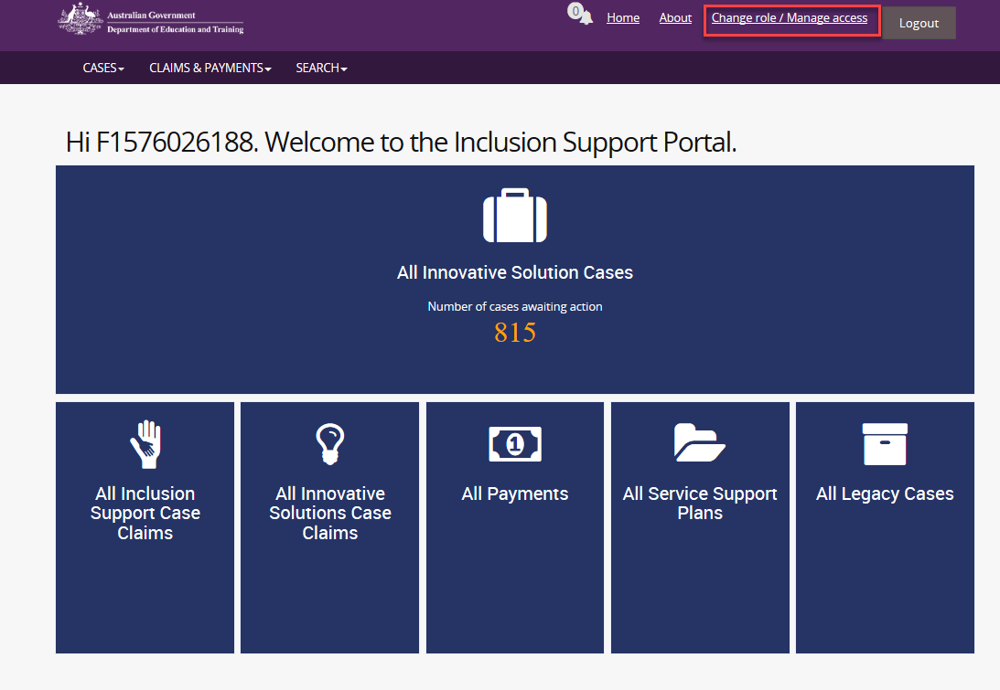 Australian Government
Department of Education and Training
0
Home
About
Change role / Manage access
Logout
CASES
CLAIMS & PAYMENTS
SEARCH
Hi F1576026188. Welcome to the Inclusion Support Portal.
All Innovative Solution Cases
Number of cases awaiting action
815
All Inclusion
Support Case
Claims
All Innovative
Solutions Case
Claims
1
All Payments
All Service Support
Plans
All Legacy Cases